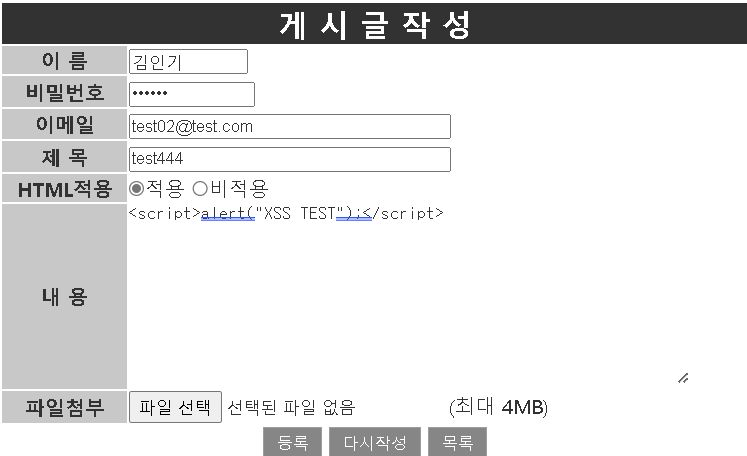 게 시 글 작 성
이 름 김인기
비밀번호 ••••••
이메일 test02@test.com
제 목 test444
HTML적용 적용 비적용
<script>alert("XSS TEST");</script>
내 용
파일첨부 파일 선택 선택된 파일 없음 (최대 4MB)
등록 다시작성 목록